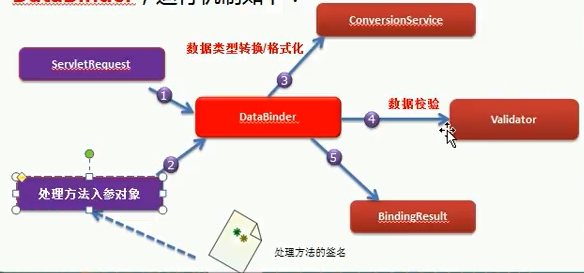 DataBinder，运行机制如下：
ConversionService
数据类型转换/格式化
ServletRequest
1
3
数据校验
DataBinder
4
Validator
2
5
处理方法入参对象
BindingResult
处理方法的签名